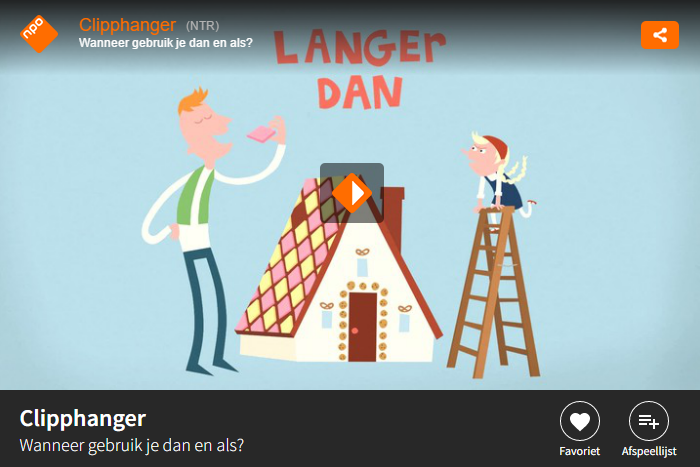 npo
Clipphanger (NTR)
Wanneer gebruik je dan en als?
LANGER
DAN
Clipphanger
Wanneer gebruik je dan en als?
Favoriet
Afspeellijst